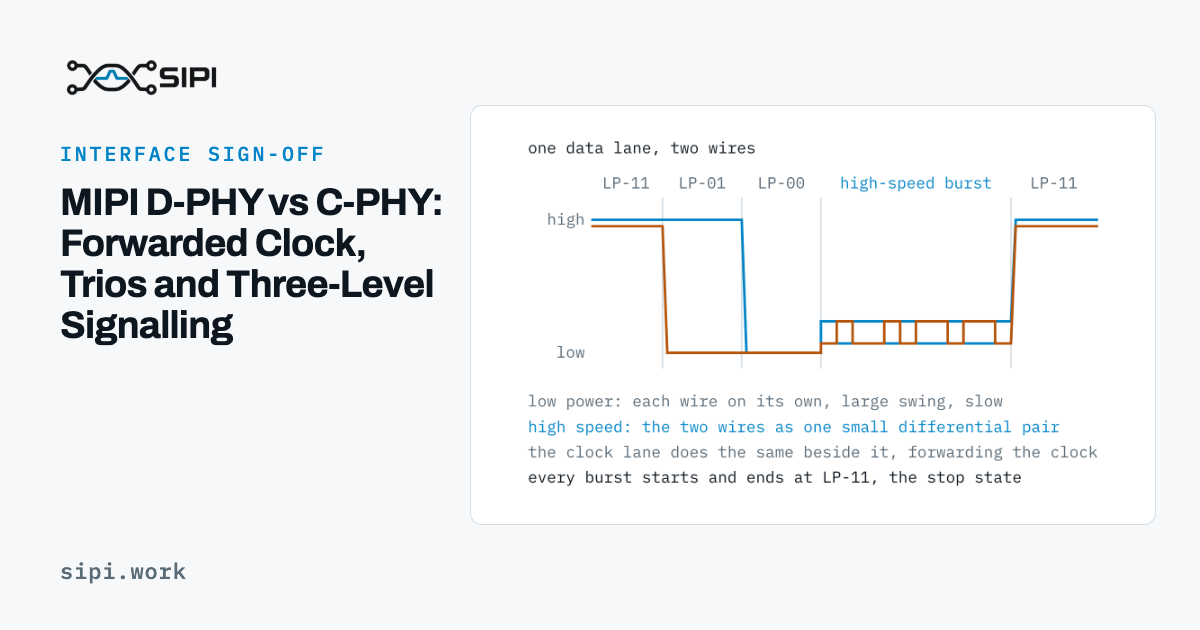 SIPI
INTERFACE SIGN-OFF
MIPI D-PHY vs C-PHY:
Forwarded Clock,
Trios and Three-Level
Signalling
one data lane, two wires
LP-11 LP-01 LP-00 high-speed burst LP-11
high
low
low power: each wire on its own, large swing, slow
high speed: the two wires as one small differential pair
the clock lane does the same beside it, forwarding the clock
every burst starts and ends at LP-11, the stop state
sipi.work